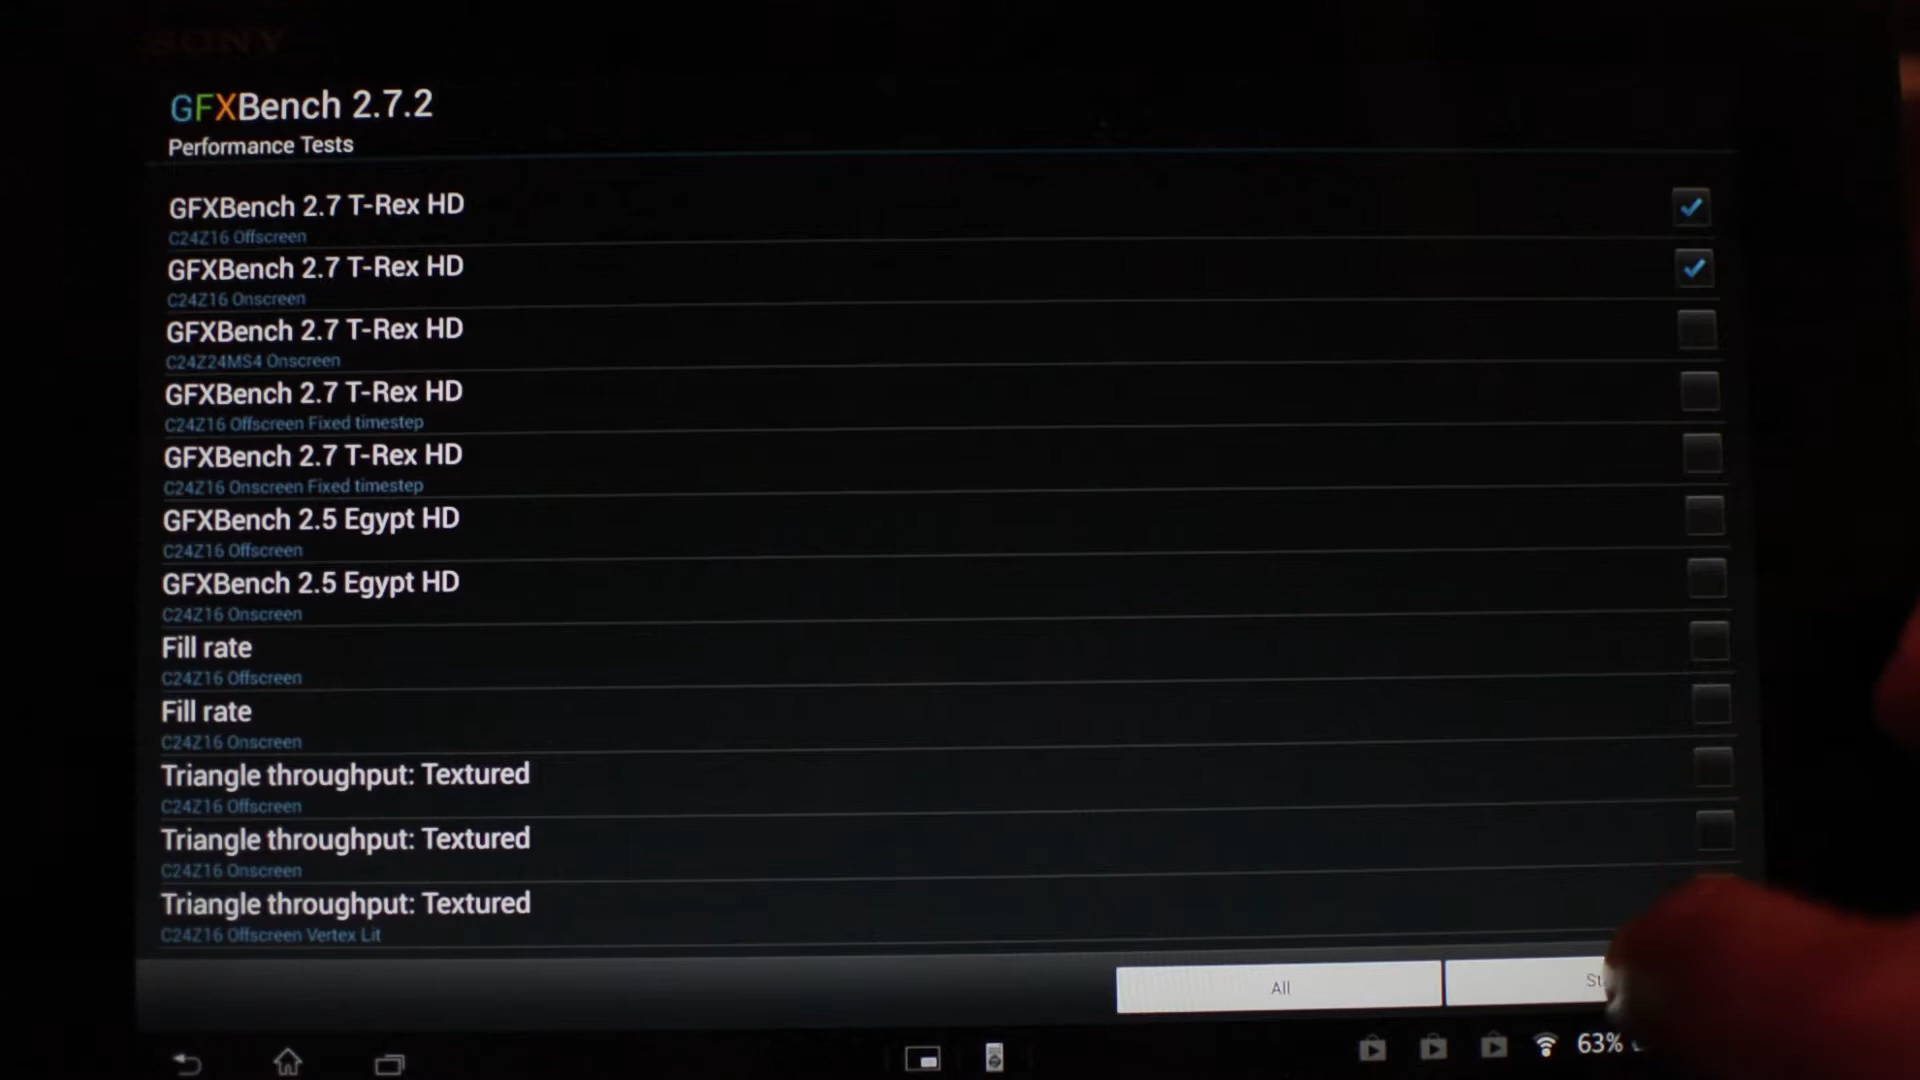 SONY
GFXBench 2.7.2
Performance Tests
GFXBench 2.7 T-Rex HD
C24Z16 Offscreen
GFXBench 2.7 T-Rex HD
C24Z16 Onscreen
GFXBench 2.7 T-Rex HD
C24Z24MS4 Onscreen
GFXBench 2.7 T-Rex HD
C24Z16 Offscreen Fixed timestep
GFXBench 2.7 T-Rex HD
C24Z16 Onscreen Fixed timestep
GFXBench 2.5 Egypt HD
C24Z16 Offscreen
GFXBench 2.5 Egypt HD
C24Z16 Onscreen
Fill rate
C24Z16 Offscreen
Fill rate
C24Z16 Onscreen
Triangle throughput: Textured
C24Z16 Offscreen
Triangle throughput: Textured
C24Z16 Onscreen
Triangle throughput: Textured
C24Z16 Offscreen Vertex Lit
All
63%